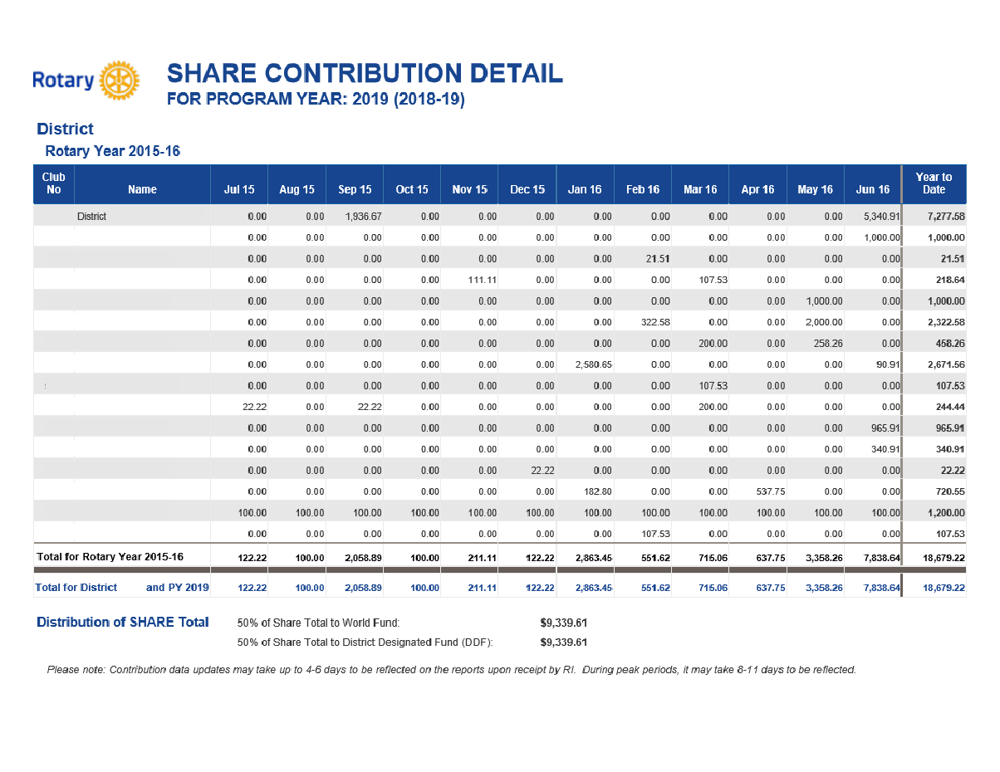 Rotary
SHARE CONTRIBUTION DETAIL
FOR PROGRAM YEAR: 2019 (2018-19)
District
Rotary Year 2015-16
Club No Name Jul 15 Aug 15 Sep 15 Oct 15 Nov 15 Dec 15 Jan 16 Feb 16 Mar 16 Apr 16 May 16 Jun 16 Year to Date
District 0.00 0.00 1,936.67 0.00 0.00 0.00 0.00 0.00 0.00 0.00 0.00 5,340.91 7,277.58
0.00 0.00 0.00 0.00 0.00 0.00 0.00 0.00 0.00 0.00 0.00 1,000.00 1,000.00
0.00 0.00 0.00 0.00 0.00 0.00 0.00 21.51 0.00 0.00 0.00 0.00 21.51
0.00 0.00 0.00 0.00 111.11 0.00 0.00 0.00 107.53 0.00 0.00 0.00 218.64
0.00 0.00 0.00 0.00 0.00 0.00 0.00 0.00 0.00 0.00 1,000.00 0.00 1,000.00
0.00 0.00 0.00 0.00 0.00 0.00 0.00 322.58 0.00 0.00 2,000.00 0.00 2,322.58
0.00 0.00 0.00 0.00 0.00 0.00 0.00 0.00 200.00 0.00 258.26 0.00 458.26
0.00 0.00 0.00 0.00 0.00 0.00 2,580.65 0.00 0.00 0.00 0.00 90.91 2,671.56
0.00 0.00 0.00 0.00 0.00 0.00 0.00 0.00 107.53 0.00 0.00 0.00 107.53
22.22 0.00 22.22 0.00 0.00 0.00 0.00 0.00 200.00 0.00 0.00 0.00 244.44
0.00 0.00 0.00 0.00 0.00 0.00 0.00 0.00 0.00 0.00 0.00 965.91 965.91
0.00 0.00 0.00 0.00 0.00 0.00 0.00 0.00 0.00 0.00 0.00 340.91 340.91
0.00 0.00 0.00 0.00 0.00 22.22 0.00 0.00 0.00 0.00 0.00 0.00 22.22
0.00 0.00 0.00 0.00 0.00 0.00 182.80 0.00 0.00 537.75 0.00 0.00 720.55
100.00 100.00 100.00 100.00 100.00 100.00 100.00 100.00 100.00 100.00 100.00 100.00 1,200.00
0.00 0.00 0.00 0.00 0.00 0.00 0.00 107.53 0.00 0.00 0.00 0.00 107.53
Total for Rotary Year 2015-16 122.22 100.00 2,058.89 100.00 211.11 122.22 2,863.45 551.62 715.06 637.75 3,358.26 7,838.64 18,679.22
Total for District and PY 2019 122.22 100.00 2,058.89 100.00 211.11 122.22 2,863.45 551.62 715.06 637.75 3,358.26 7,838.64 18,679.22
Distribution of SHARE Total 50% of Share Total to World Fund: $9,339.61
50% of Share Total to District Designated Fund (DDF): $9,339.61
Please note: Contribution data updates may take up to 4-6 days to be reflected on the reports upon receipt by RI. During peak periods, it may take 8-11 days to be reflected.